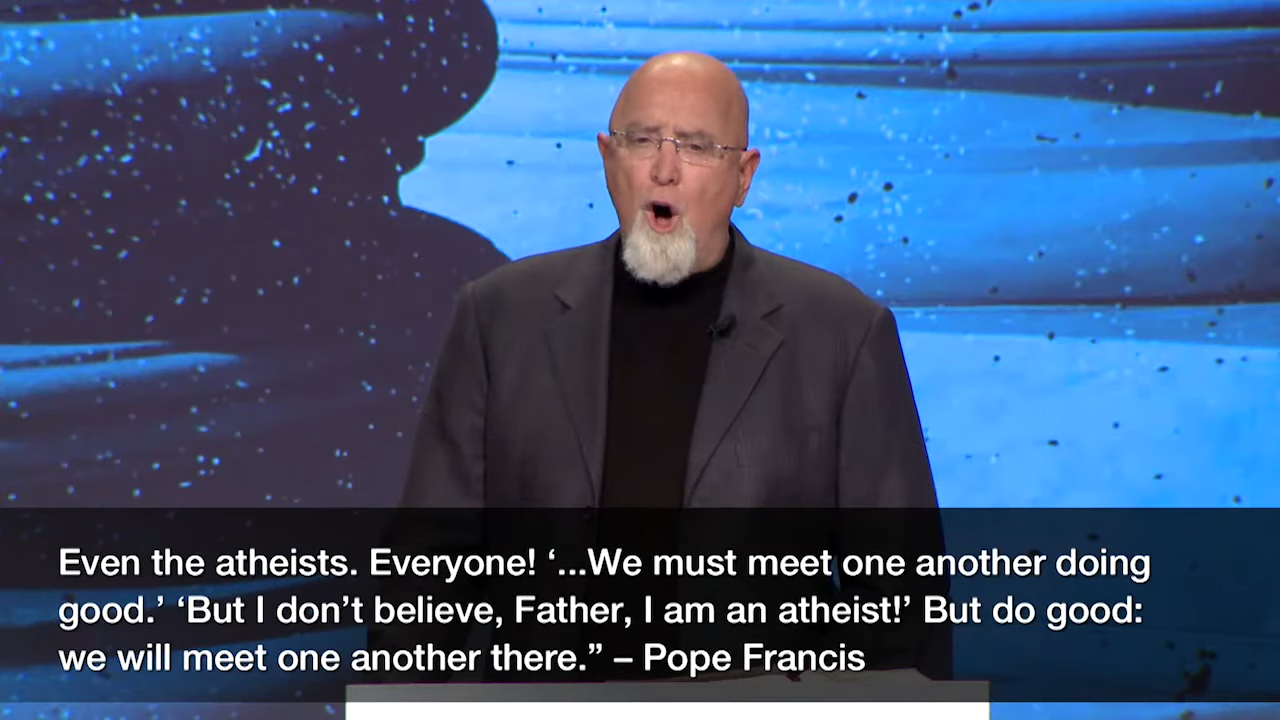 Even the atheists. Everyone! ‘...We must meet one another doing
good.’ ‘But I don’t believe, Father, I am an atheist!’ But do good:
we will meet one another there.” – Pope Francis